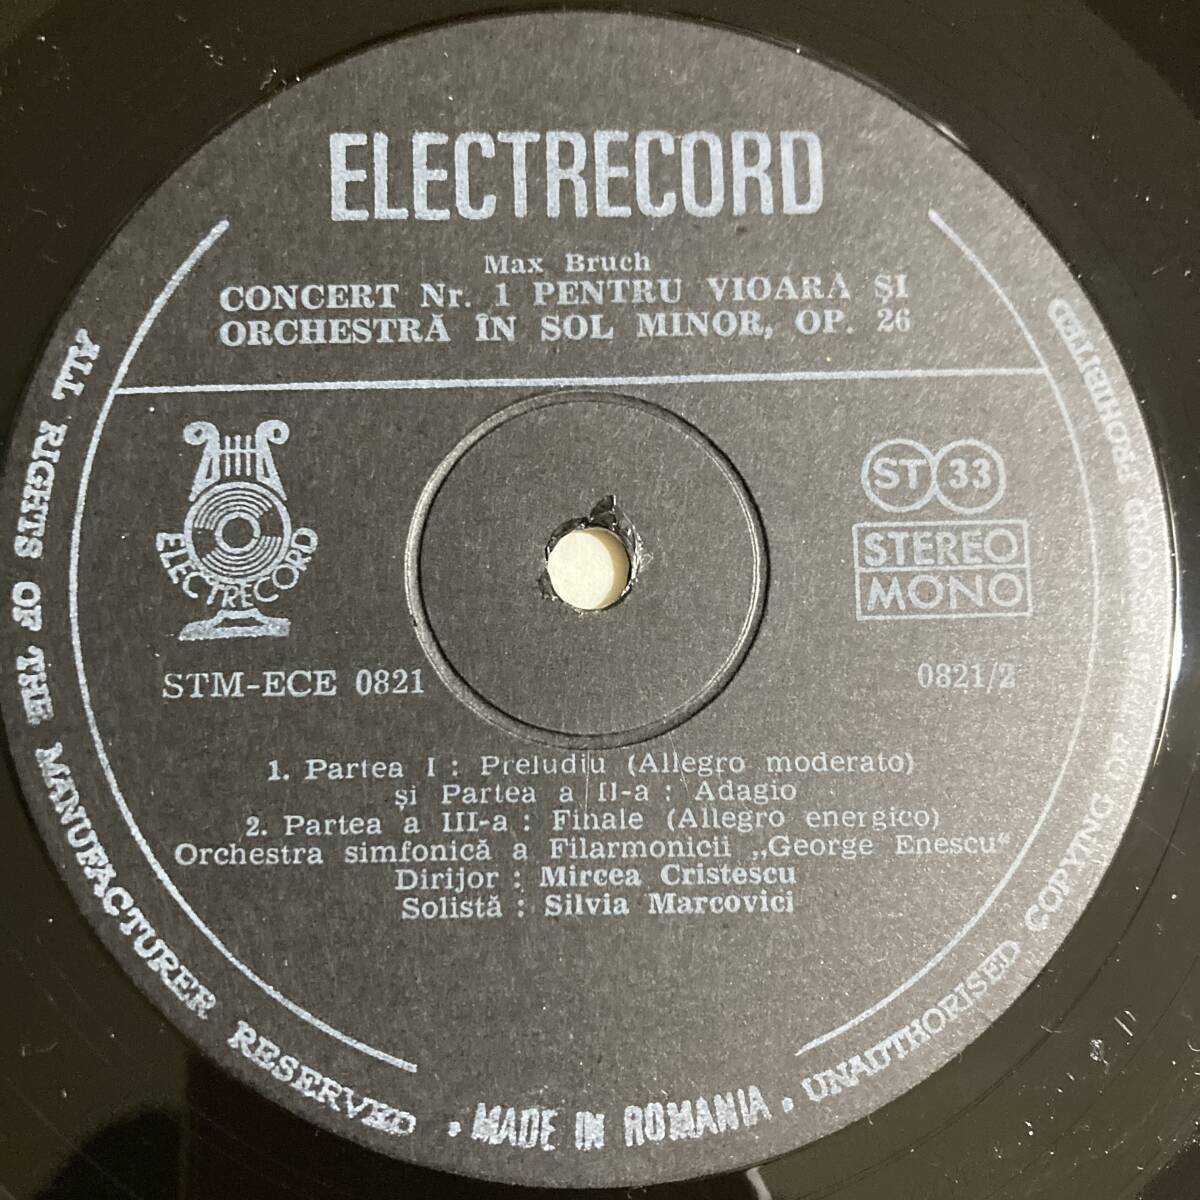 ELECTRECORD
Max Bruch
CONCERT Nr. 1 PENTRU VIOARĂ ȘI
ORCHESTRĂ ÎN SOL MINOR, OP. 26
ELECTRECORD
ST 33
STEREO
MONO
STM-ECE 0821
0821/2
1. Partea I : Preludiu (Allegro moderato)
și Partea a II-a : Adagio
2. Partea a III-a : Finale (Allegro energico)
Orchestra simfonică a Filarmonicii „George Enescu“
Dirijor : Mircea Cristescu
Solistă : Silvia Marcovici
ALL RIGHTS OF THE MANUFACTURER RESERVED . MADE IN ROMANIA . UNAUTHORISED COPYING OR PROHIBITED